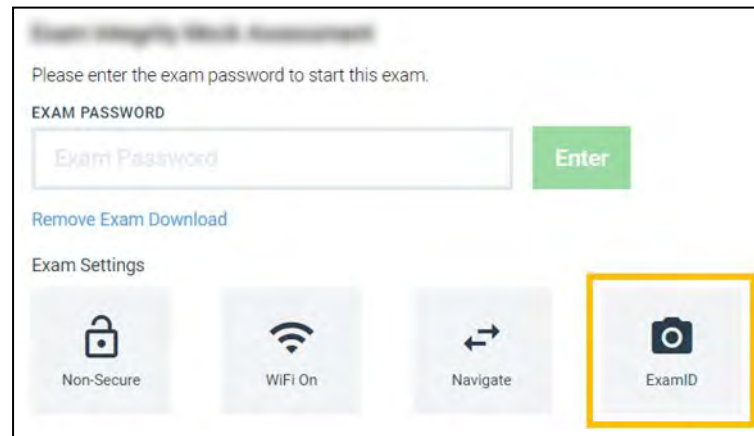 Please enter the exam password to start this exam.
EXAM PASSWORD
Exam Password
Enter
Remove Exam Download
Exam Settings
Non-Secure
WiFi On
Navigate
ExamID